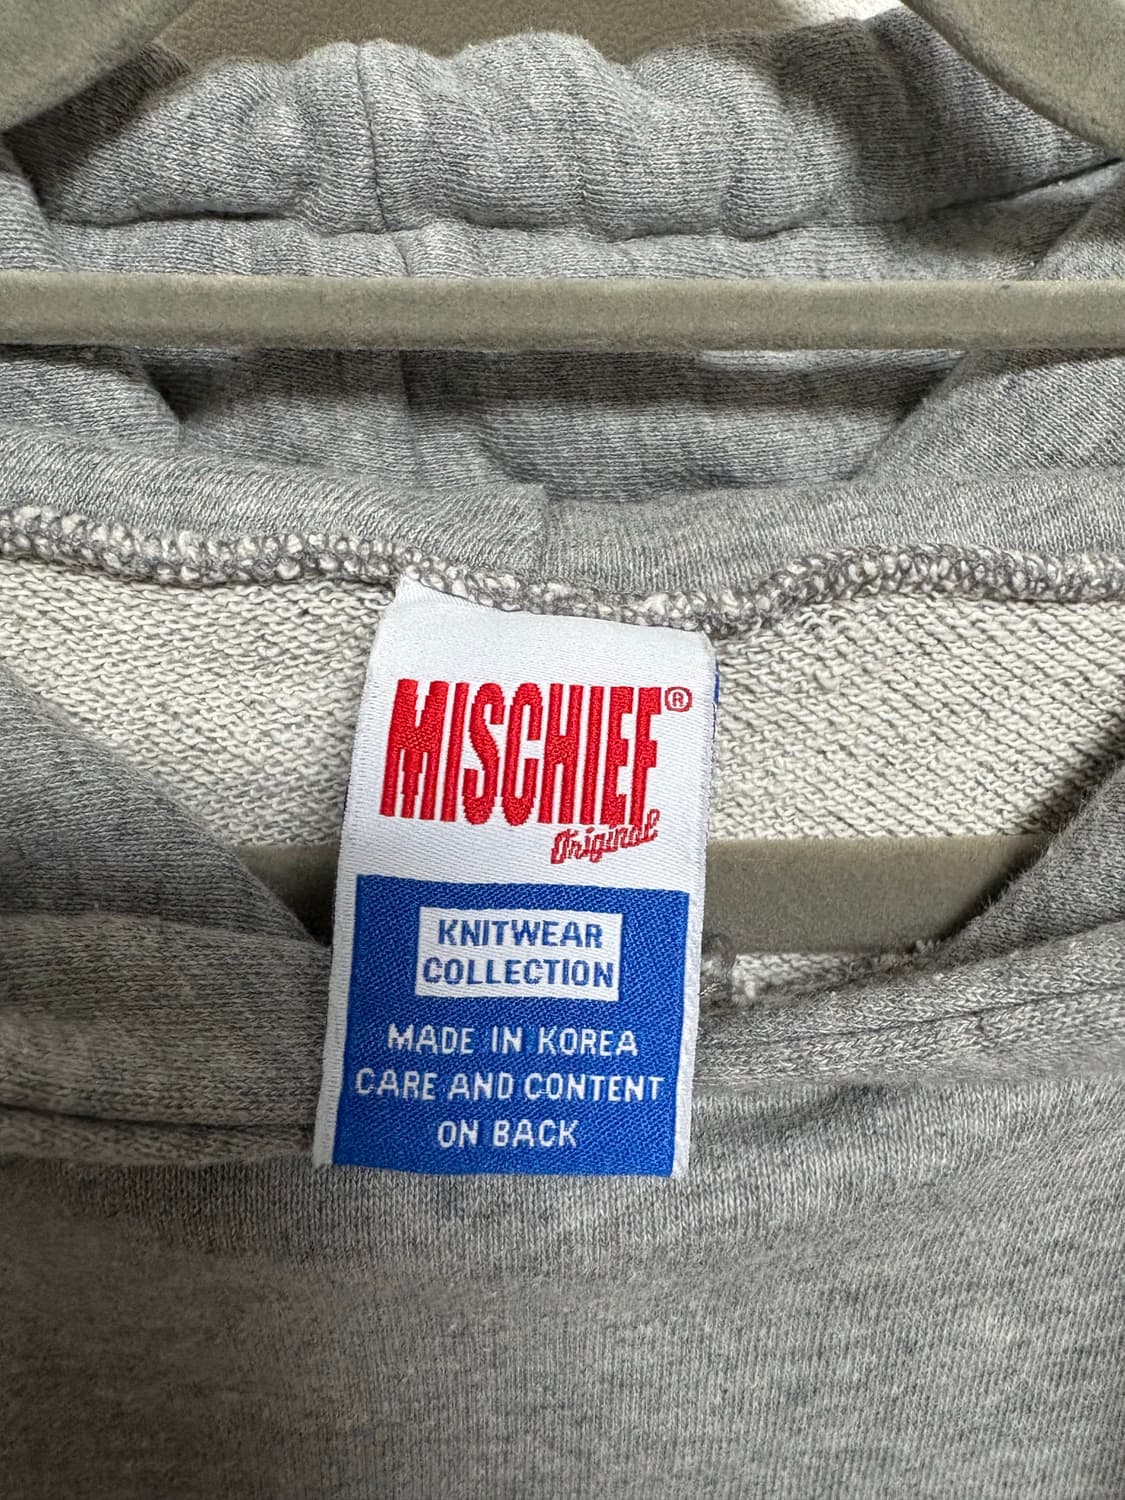 MISCHIEF®
Original
KNITWEAR
COLLECTION
MADE IN KOREA
CARE AND CONTENT
ON BACK